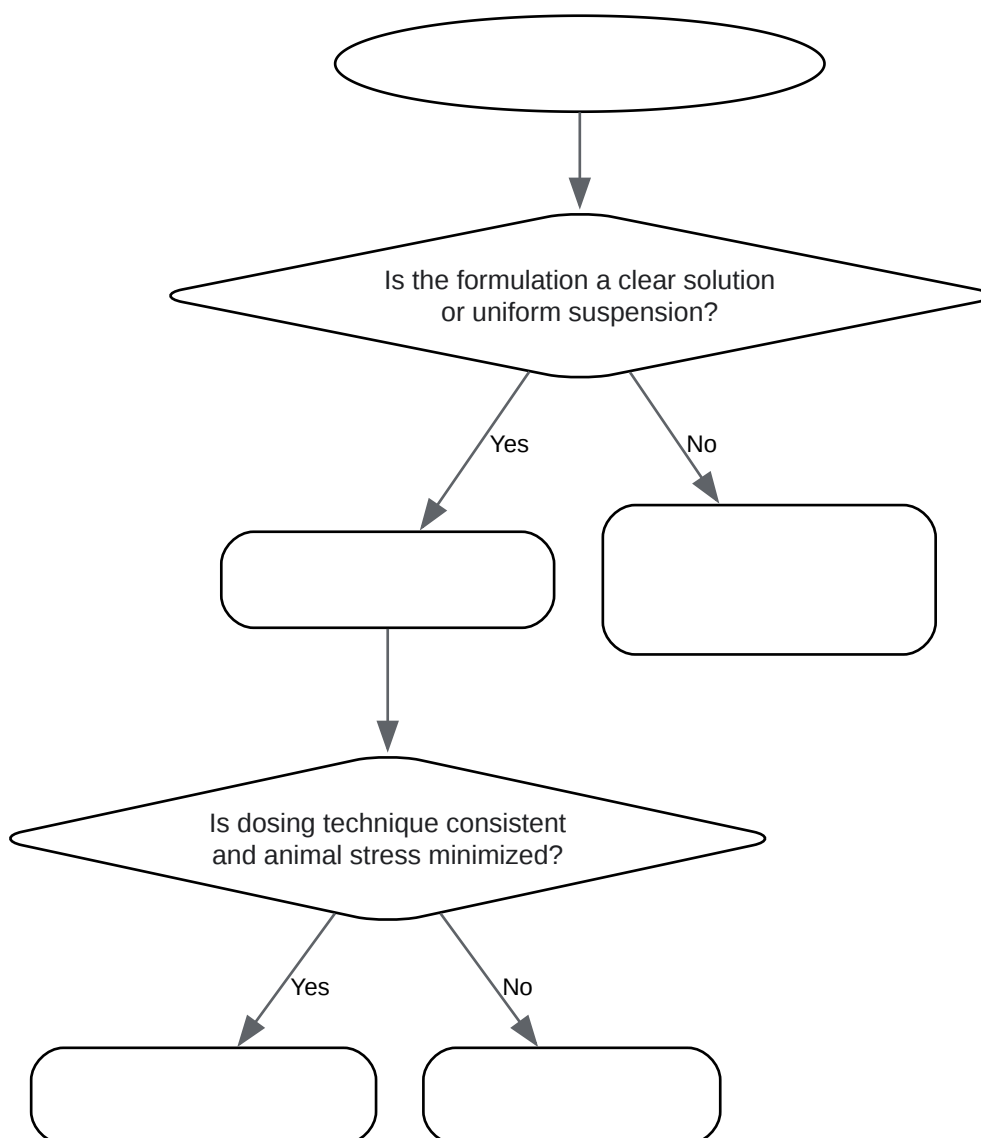 Is the formulation a clear solution
or uniform suspension?
Yes
No
Is dosing technique consistent
and animal stress minimized?
Yes
No